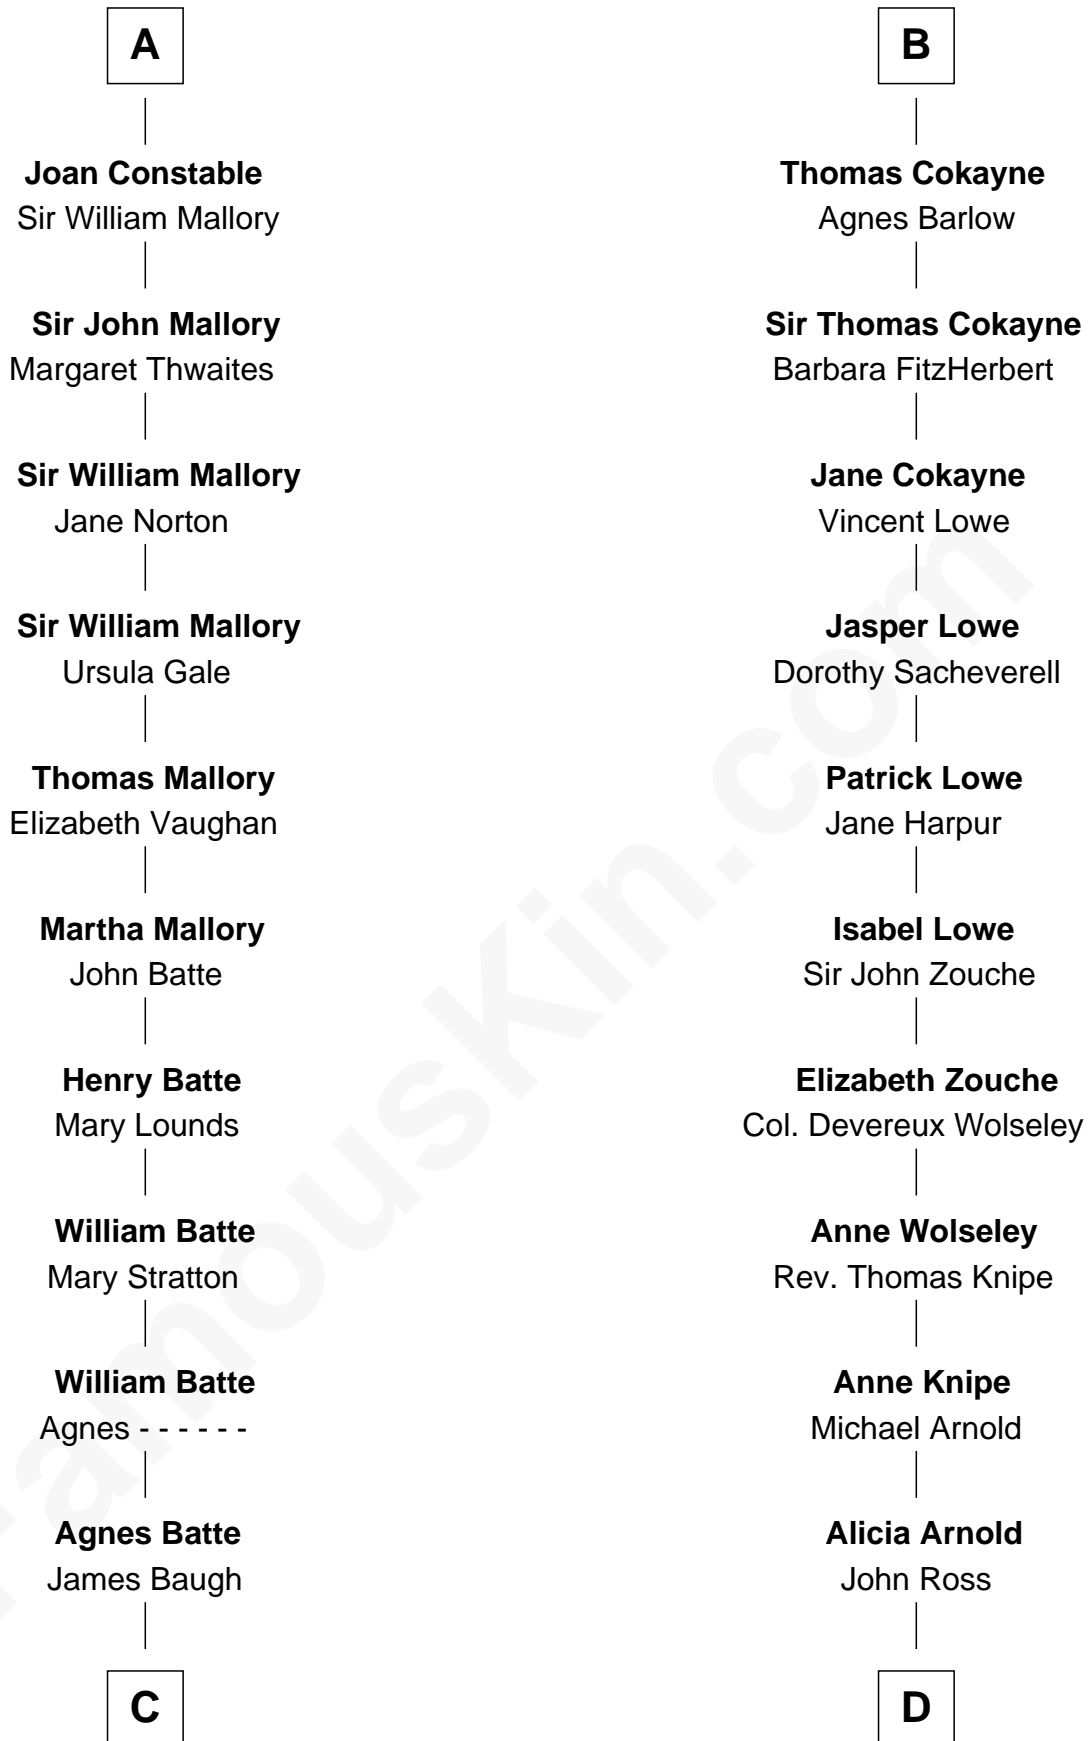 A
Joan Constable
Sir William Mallory
Sir John Mallory
Margaret Thwaites
Sir William Mallory
Jane Norton
Sir William Mallory
Ursula Gale
Thomas Mallory
Elizabeth Vaughan
Martha Mallory
John Batte
Henry Batte
Mary Lounds
William Batte
Mary Stratton
William Batte
Agnes - - - - - -
Agnes Batte
James Baugh
C
B
Thomas Cokayne
Agnes Barlow
Sir Thomas Cokayne
Barbara FitzHerbert
Jane Cokayne
Vincent Lowe
Jasper Lowe
Dorothy Sacheverell
Patrick Lowe
Jane Harpur
Isabel Lowe
Sir John Zouche
Elizabeth Zouche
Col. Devereux Wolseley
Anne Wolseley
Rev. Thomas Knipe
Anne Knipe
Michael Arnold
Alicia Arnold
John Ross
D
FamousKin.com